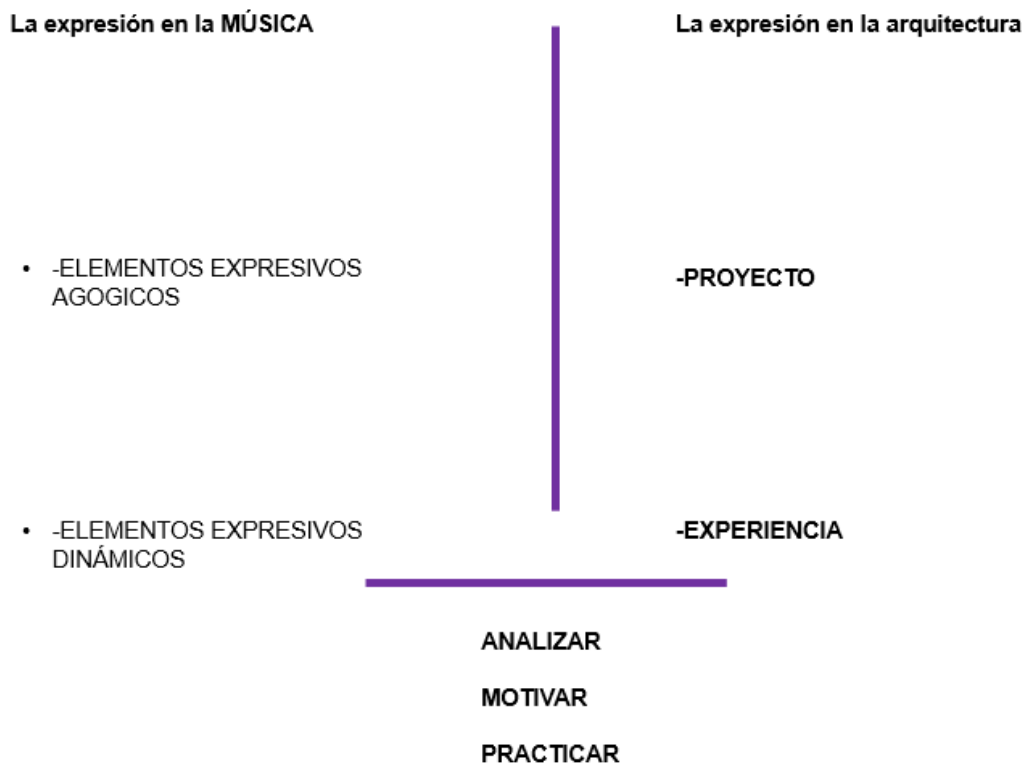 La expresión en la MÚSICA
La expresión en la arquitectura
• -ELEMENTOS EXPRESIVOS
AGOGICOS
-PROYECTO
• -ELEMENTOS EXPRESIVOS
DINÁMICOS
-EXPERIENCIA
ANALIZAR
MOTIVAR
PRACTICAR